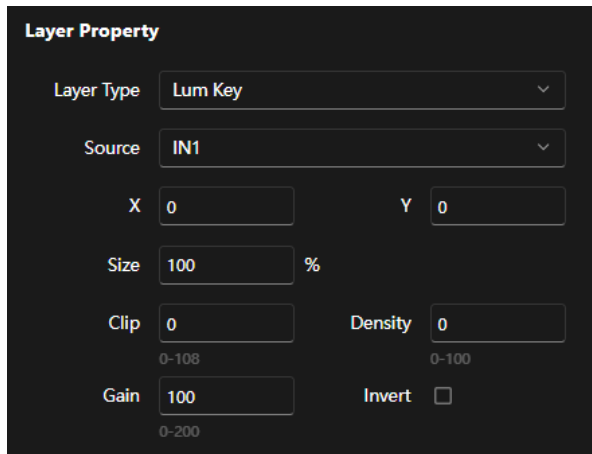 Layer Property
Layer Type Lum Key
Source IN1
X 0 Y 0
Size 100 %
Clip 0 Density 0
0-108 0-100
Gain 100 Invert
0-200